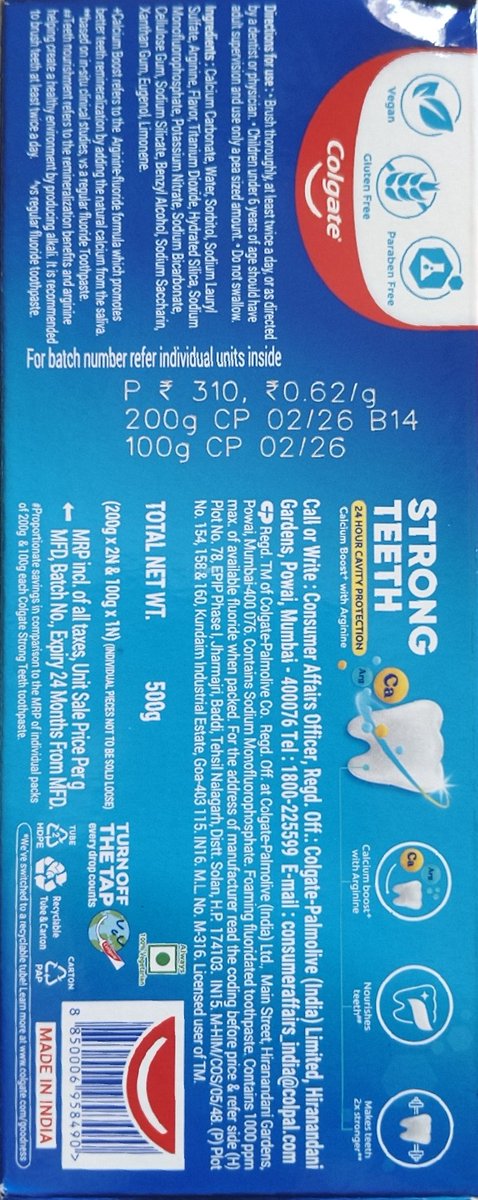 Vegan
Gluten Free
Paraben Free
Colgate®
Directions for use : • Brush thoroughly, at least twice a day, or as directed
by a dentist or physician. • Children under 6 years of age should have
adult supervision and use only a pea sized amount. • Do not swallow.
Ingredients : Calcium Carbonate, Water, Sorbitol, Sodium Lauryl
Sulfate, Arginine, Flavor, Titanium Dioxide, Hydrated Silica, Sodium
Monofluorophosphate, Potassium Nitrate, Sodium Bicarbonate,
Cellulose Gum, Sodium Silicate, Benzyl Alcohol, Sodium Saccharin,
Xanthan Gum, Eugenol, Limonene.
+Calcium Boost refers to the Arginine-fluoride formula which promotes
better teeth remineralization by adding the natural calcium from the saliva.
**based on in-situ clinical studies, vs a regular fluoride Toothpaste.
##Teeth nourishment refers to the remineralization benefits and arginine
helping create a healthy environment by producing alkali. It is recommended
to brush teeth at least twice a day. ^vs regular fluoride toothpaste.
For batch number refer individual units inside
P ₹ 310, ₹0.62/g
200g CP 02/26 B14
100g CP 02/26
STRONG
TEETH
24 HOUR CAVITY PROTECTION
Calcium Boost+ with Arginine
Arg
Ca
Ca
Arg
Calcium boost+
with Arginine
Nourishes
teeth##
Makes teeth
2x stronger**
Call or Write : Consumer Affairs Officer, Regd. Off.: Colgate-Palmolive (India) Limited, Hiranandani
Gardens, Powai, Mumbai - 400076 Tel : 1800-225599 E-mail : consumeraffairs_india@colpal.com
Regd. TM of Colgate-Palmolive Co. Regd. Off. at Colgate-Palmolive (India) Ltd., Main Street, Hiranandani Gardens,
Powai, Mumbai-400 076. Contains Sodium Monofluorophosphate. Foaming fluoridated toothpaste. Contains 1000 ppm
max. of available fluoride when packed. For the address of manufacturer read the coding before price & refer side (H)
Plot No. 78, EPIP Phase I, Jharmajri, Baddi, Tehsil Nalagarh, Distt. Solan, H.P. 174103. IN15. M-HIM/COS/05/48. (P) Plot
No. 154,158 & 160, Kundaim Industrial Estate, Goa-403 115. IN16. M.L. No. M-316. Licensed user of TM.
TOTAL NET WT. 500g
(200g x 2N & 100g x 1N) (INDIVIDUAL PIECES NOT TO BE SOLD LOOSE)
MRP incl. of all taxes, Unit Sale Price Per g,
MFD, Batch No., Expiry 24 Months From MFD.
#Proportionate savings in comparison to the MRP of individual packs
of 200g & 100g each Colgate Strong Teeth toothpaste.
TURN OFF
THE TAP
every drop counts
Always
100% Vegetarian
TUBE
2
HDPE
Recyclable
Tube & Carton
CARTON
PAP
MADE IN INDIA
*We've switched to a recyclable tube! Learn more at www.colgate.com/goodness
8 850006 958490 >